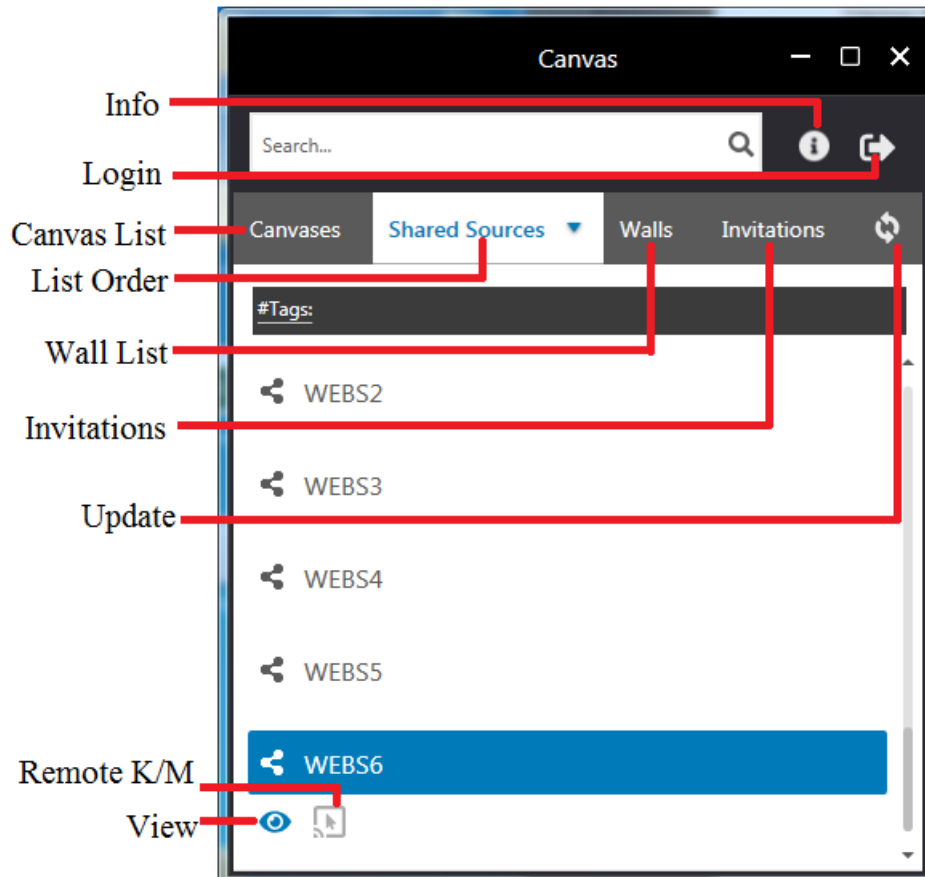 Canvas
Info
Search...
Login
Canvas List
Canvases Shared Sources Walls Invitations
List Order
#Tags:
Wall List
WEBS2
Invitations
WEBS3
Update
WEBS4
WEBS5
WEBS6
Remote K/M
View